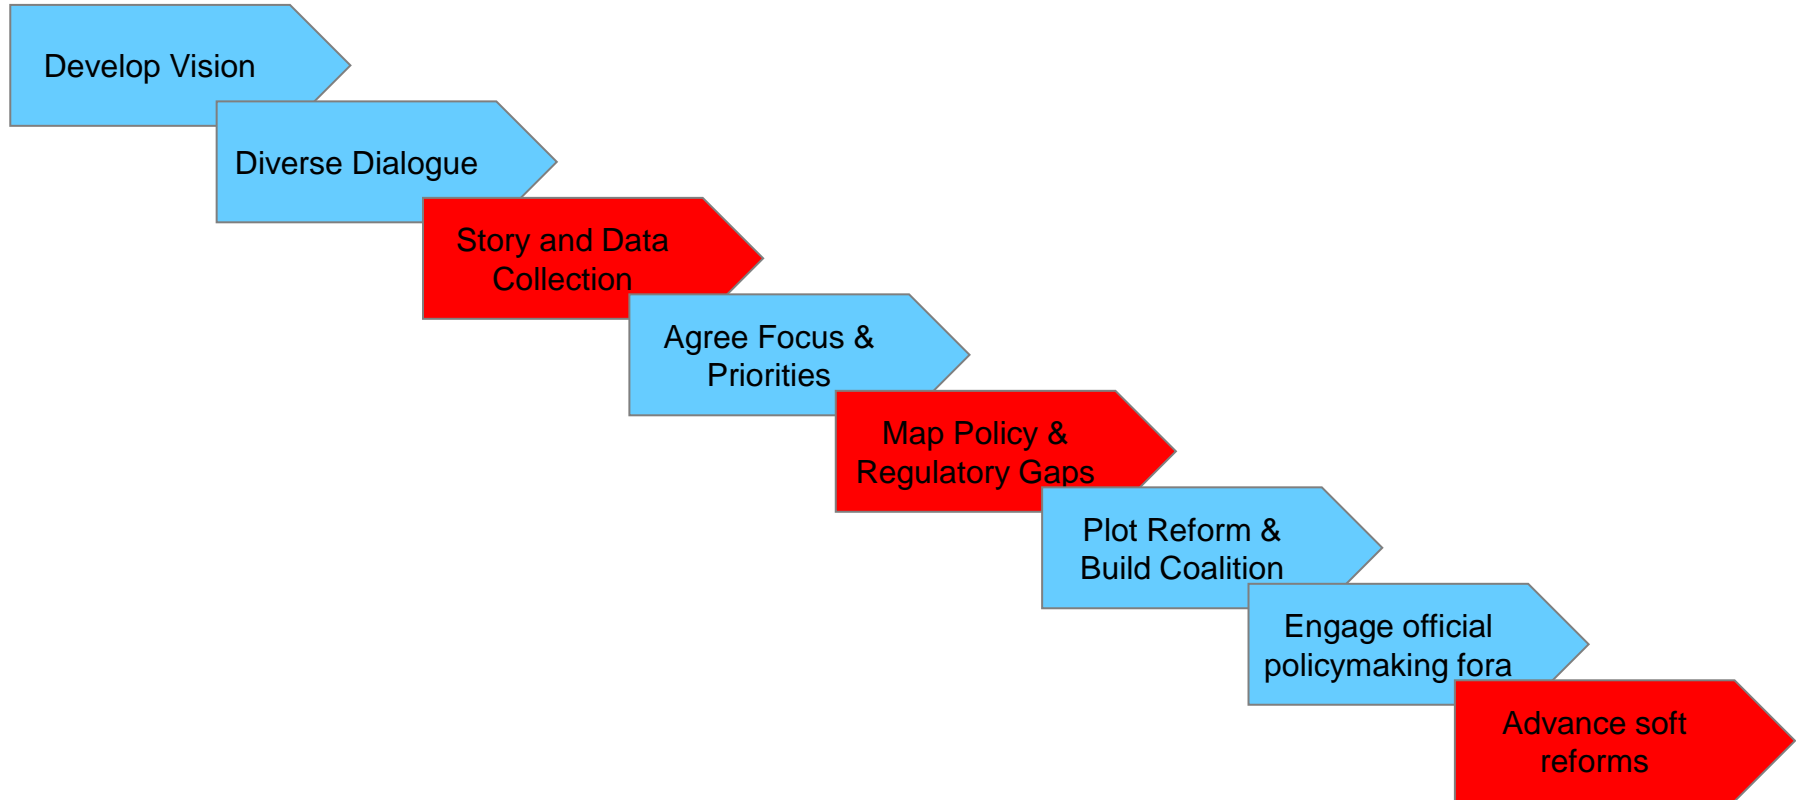 Develop Vision
Diverse Dialogue
Story and Data
Collection
Agree Focus &
Priorities
Map Policy &
Regulatory Gaps
Plot Reform &
Build Coalition
Engage official
policymaking fora
Advance soft
reforms